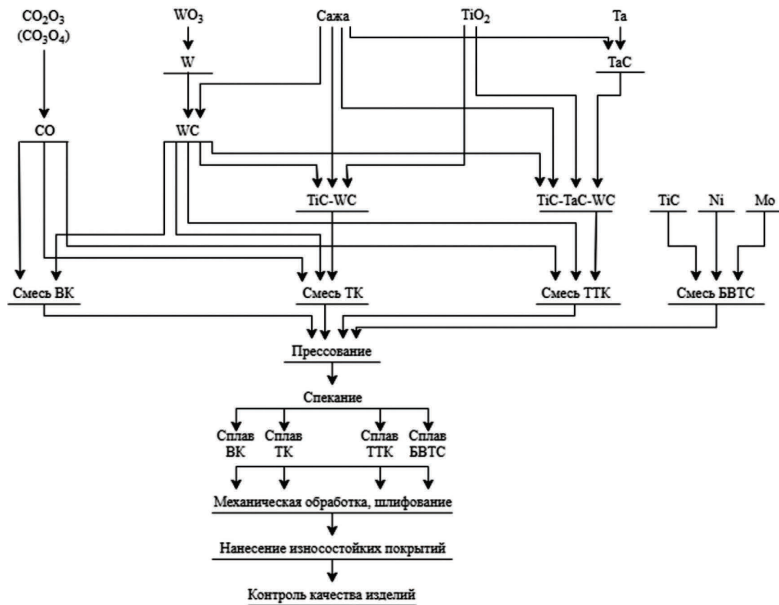 CO₂O₃ WO₃ Сажа TiO₂ Ta
(CO₃O₄)
W TaC
CO WC
TiC-WC TiC-TaC-WC TiC Ni Mo
Смесь ВК Смесь ТК Смесь ТТК Смесь БВТС
Прессование
Спекание
Сплав Сплав Сплав Сплав
ВК ТК ТТК БВТС
Механическая обработка, шлифование
Нанесение износостойких покрытий
Контроль качества изделий